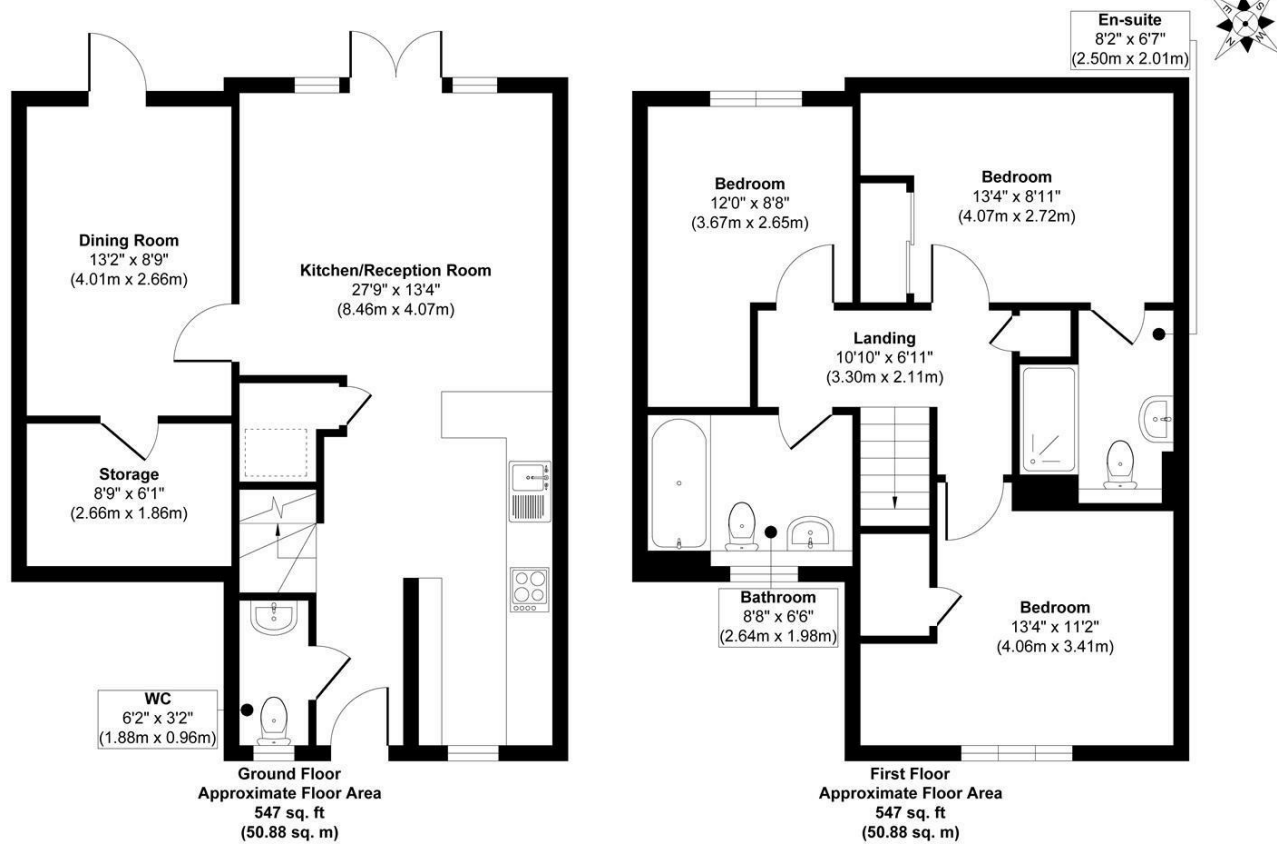 En-suite
8'2" x 6'7"
(2.50m x 2.01m)
E
S
N
W
Dining Room
13'2" x 8'9"
(4.01m x 2.66m)
Kitchen/Reception Room
27'9" x 13'4"
(8.46m x 4.07m)
Storage
8'9" x 6'1"
(2.66m x 1.86m)
WC
6'2" x 3'2"
(1.88m x 0.96m)
Ground Floor
Approximate Floor Area
547 sq. ft
(50.88 sq. m)
Bedroom
12'0" x 8'8"
(3.67m x 2.65m)
Bedroom
13'4" x 8'11"
(4.07m x 2.72m)
Landing
10'10" x 6'11"
(3.30m x 2.11m)
Bathroom
8'8" x 6'6"
(2.64m x 1.98m)
Bedroom
13'4" x 11'2"
(4.06m x 3.41m)
First Floor
Approximate Floor Area
547 sq. ft
(50.88 sq. m)